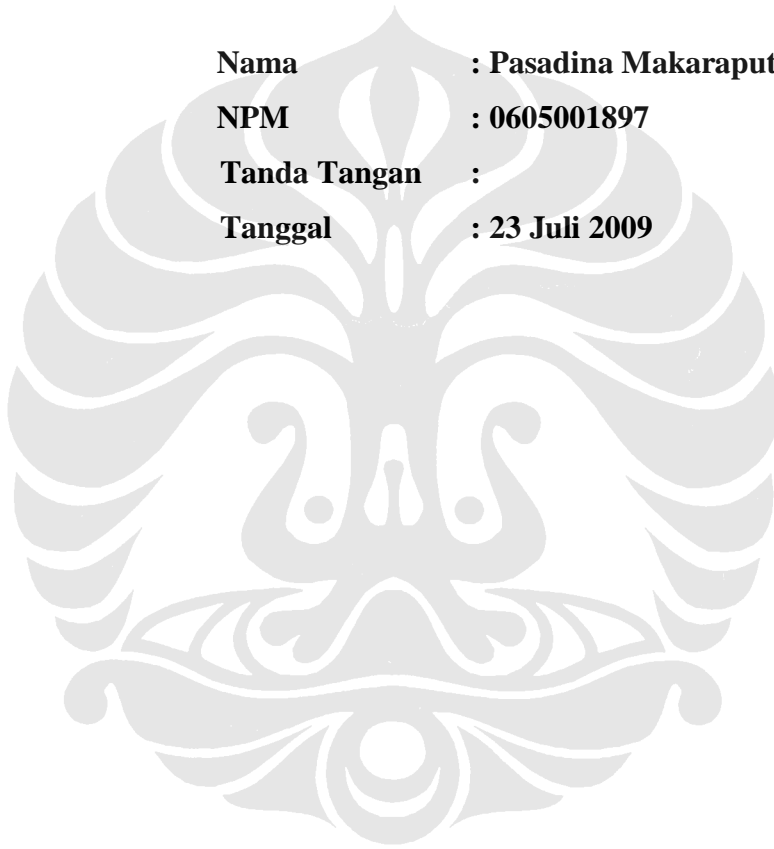 Nama : Pasadina Makaraput
NPM : 0605001897
Tanda Tangan :
Tanggal : 23 Juli 2009